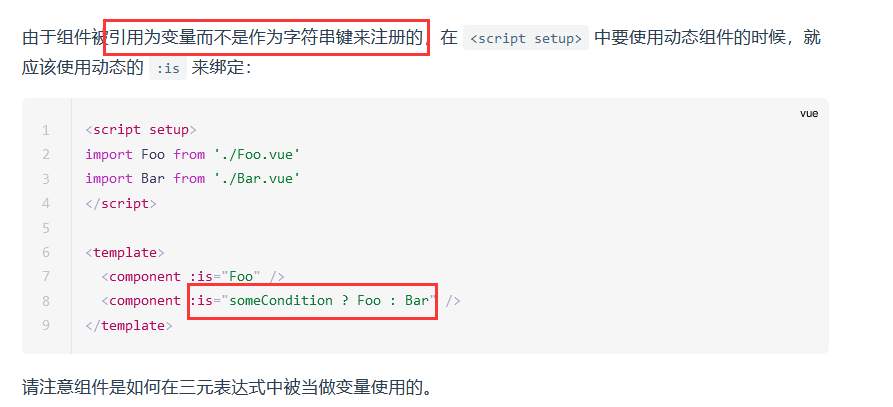 由于组件被引用为变量而不是作为字符串键来注册的，在 <script setup> 中要使用动态组件的时候，就
应该使用动态的 :is 来绑定：
vue
1 <script setup>
2 import Foo from './Foo.vue'
3 import Bar from './Bar.vue'
4 </script>
5
6 <template>
7 <component :is="Foo" />
8 <component :is="someCondition ? Foo : Bar" />
9 </template>
请注意组件是如何在三元表达式中被当做变量使用的。